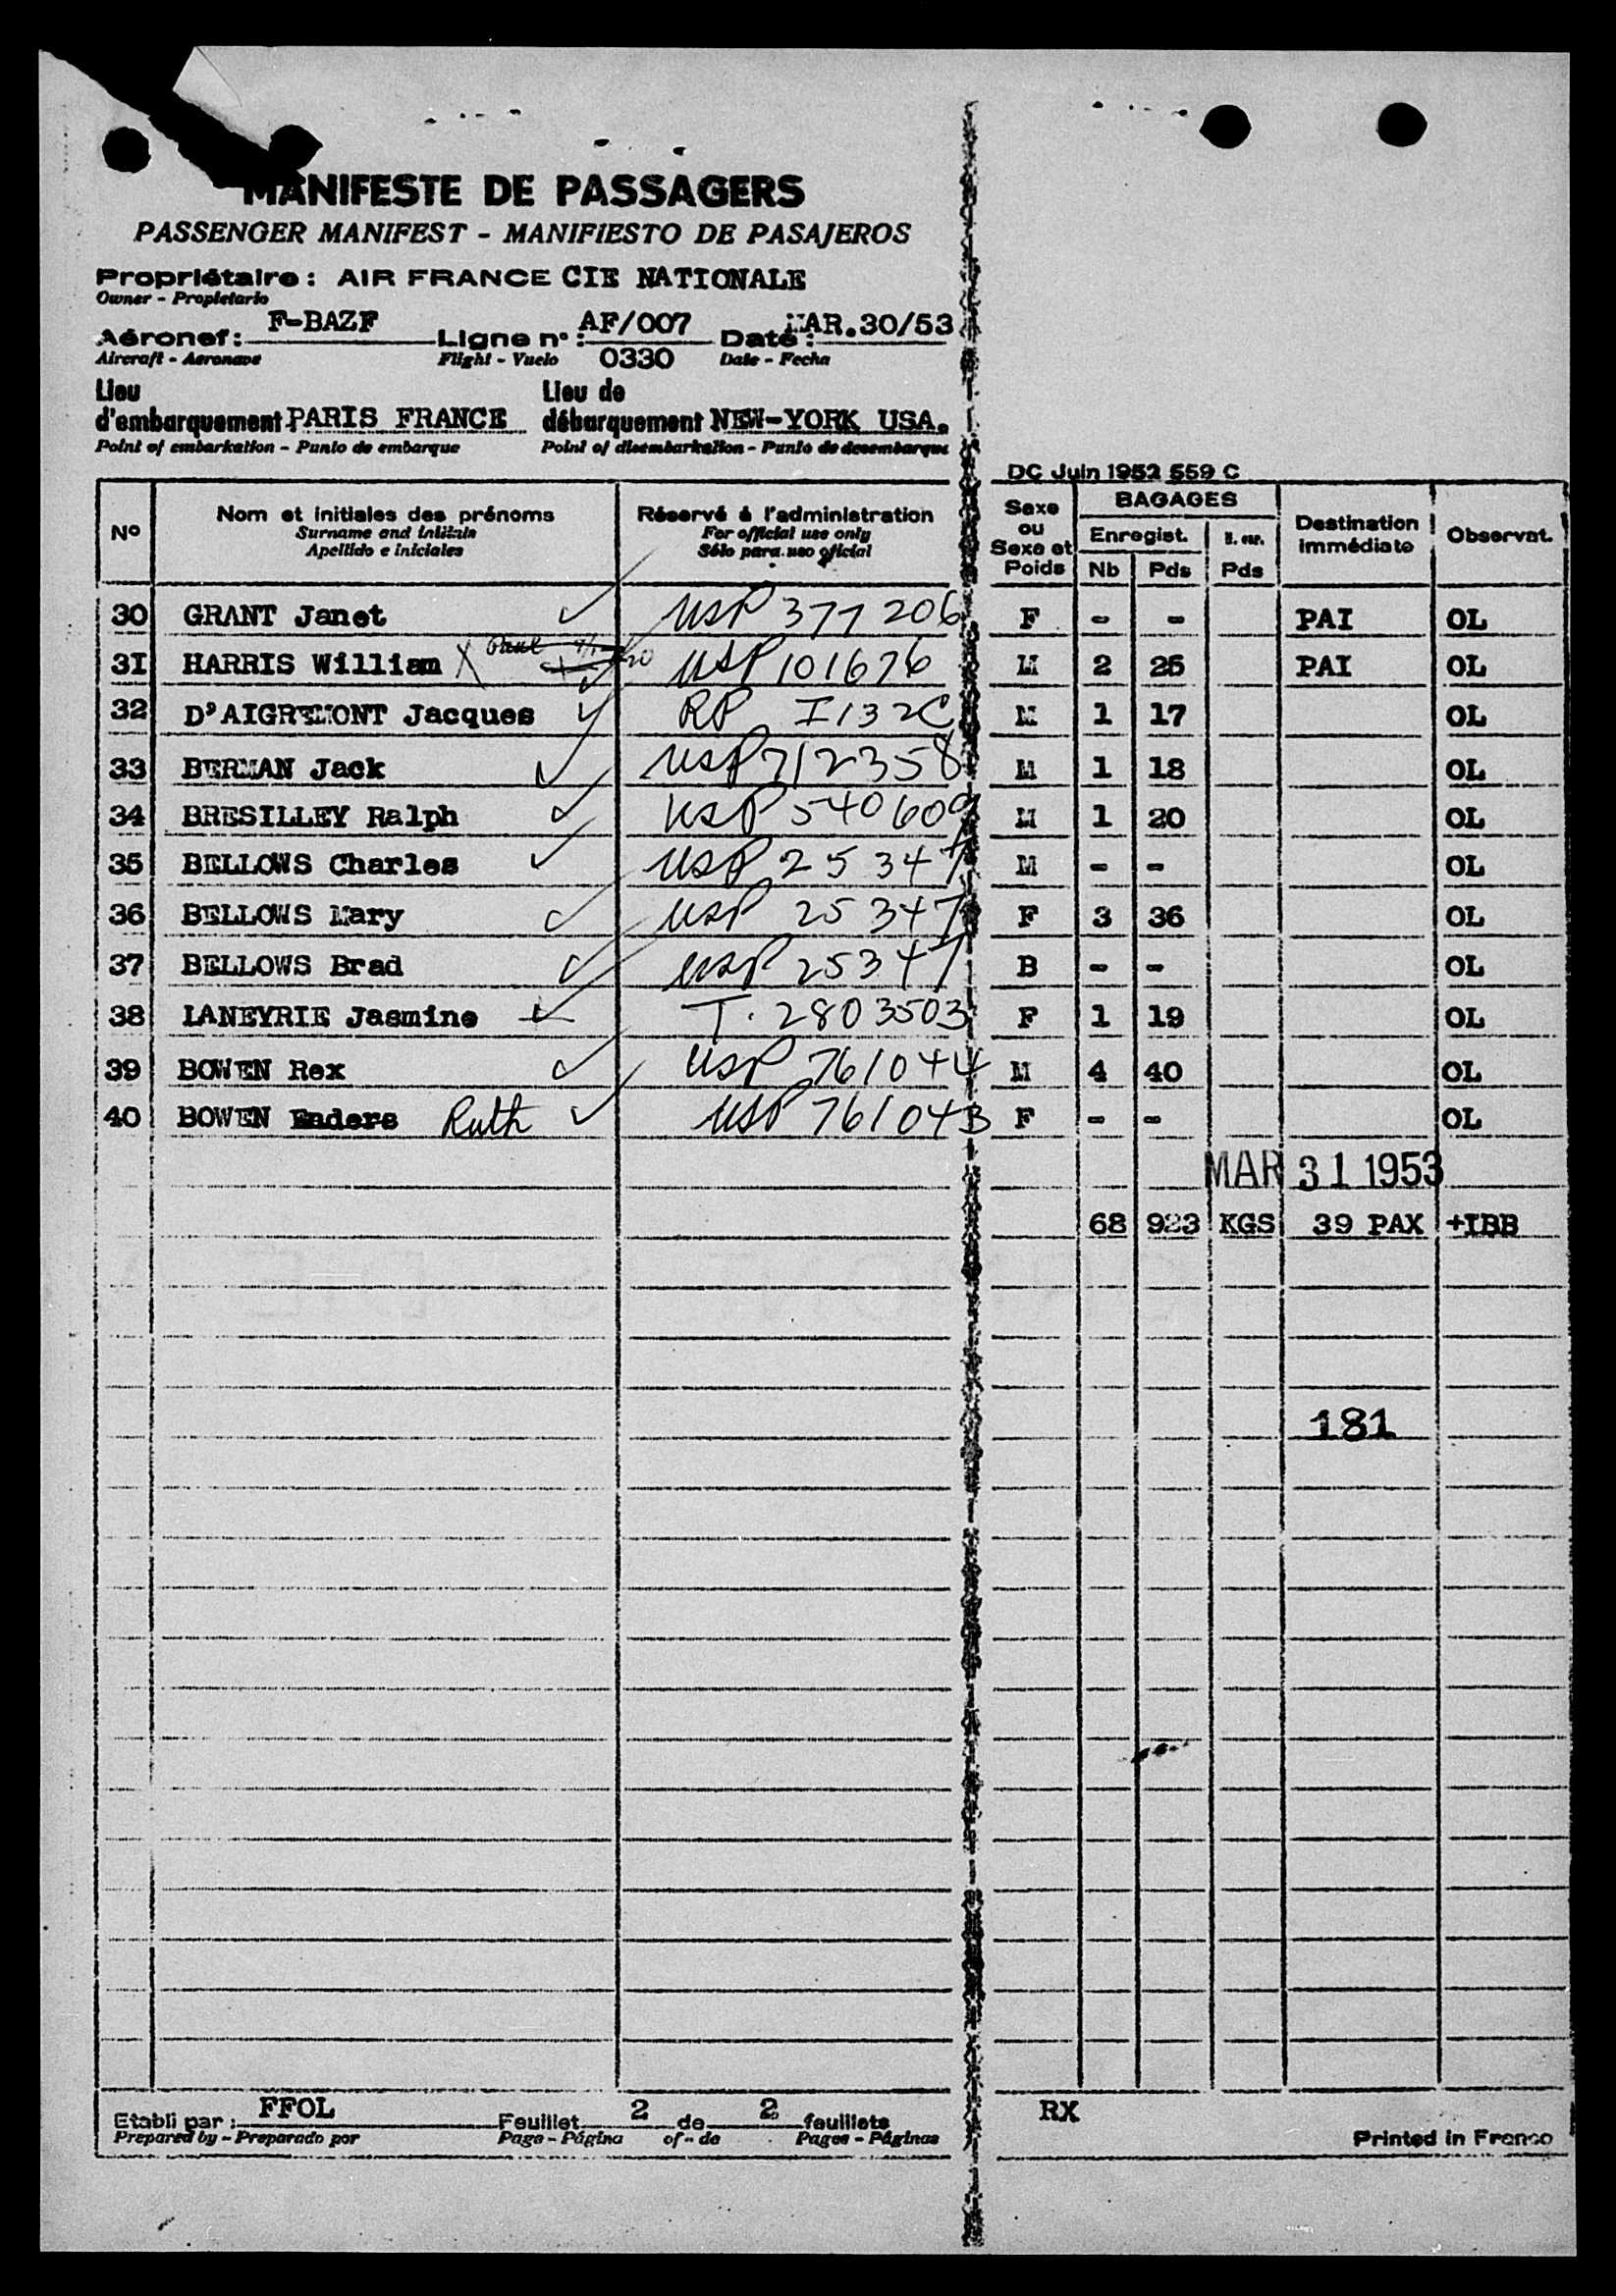 MANIFESTE DE PASSAGERS
PASSENGER MANIFEST - MANIFIESTO DE PASAJEROS
Propriétaire : AIR FRANCE CIE NATIONALE
Owner - Propietario
Aéronef : F-BAZF Ligne n° : AF/007 Date : MAR.30/53
Aircraft - Aeronave Flight - Vuelo 0330 Date - Fecha
Lieu d'embarquement PARIS FRANCE Lieu de débarquement NEW-YORK USA.
Point of embarkation - Punto de embarque Point of disembarkation - Punto de desembarque
DC Juin 1952 559 C
N° Nom et initiales des prénoms Réservé à l'administration Sexe ou Sexe et Poids BAGAGES Destination immédiate Observat.
Surname and initials For official use only Enregist. N. enr.
Apellido e iniciales Sólo para uso oficial Nb Pds Pds
30 GRANT Janet ✓ USP 377206 F - - PAI OL
3I HARRIS William X USP 101676 M 2 25 PAI OL
32 D'AIGREMONT Jacques ✓ RP I132C M 1 17 OL
33 BERMAN Jack ✓ USP 712358 M 1 18 OL
34 BRESILLEY Ralph ✓ USP 540609 M 1 20 OL
35 BELLOWS Charles ✓ USP 25347 M - - OL
36 BELLOWS Mary ✓ USP 25347 F 3 36 OL
37 BELLOWS Brad ✓ USP 25347 B - - OL
38 LANEYRIE Jasmine ✓ T. 2803503 F 1 19 OL
39 BOWEN Rex ✓ USP 761044 M 4 40 OL
40 BOWEN Enders Ruth ✓ USP 761043 F - - OL
MAR 31 1953
68 923 KGS 39 PAX +IBB
181
Etabli par : FFOL Feuillet 2 de 2 feuillets RX
Prepared by - Preparado por Page - Página of - de Pages - Páginas
Printed in France